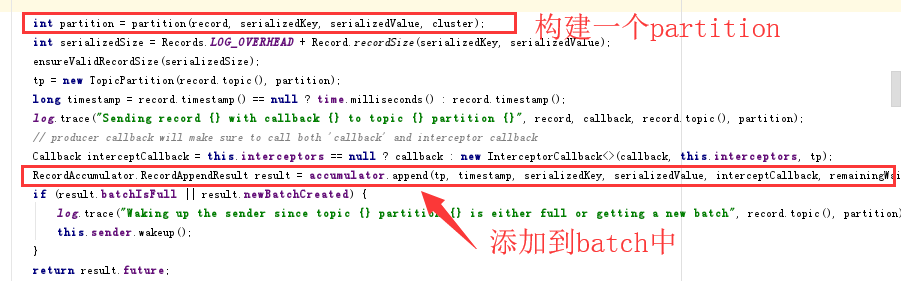 int partition = partition(record, serializedKey, serializedValue, cluster);
构建一个partition
int serializedSize = Records.LOG_OVERHEAD + Record.recordSize(serializedKey, serializedValue);
ensureValidRecordSize(serializedSize);
tp = new TopicPartition(record.topic(), partition);
long timestamp = record.timestamp() == null ? time.milliseconds() : record.timestamp();
log.trace("Sending record {} with callback {} to topic {} partition {}", record, callback, record.topic(), partition);
// producer callback will make sure to call both 'callback' and interceptor callback
Callback interceptCallback = this.interceptors == null ? callback : new InterceptorCallback<>(callback, this.interceptors, tp);
RecordAccumulator.RecordAppendResult result = accumulator.append(tp, timestamp, serializedKey, serializedValue, interceptCallback, remainingWai
if (result.batchIsFull || result.newBatchCreated) {
log.trace("Waking up the sender since topic {} partition {} is either full or getting a new batch", record.topic(), partition)
this.sender.wakeup();
添加到batch中
}
return result.future;